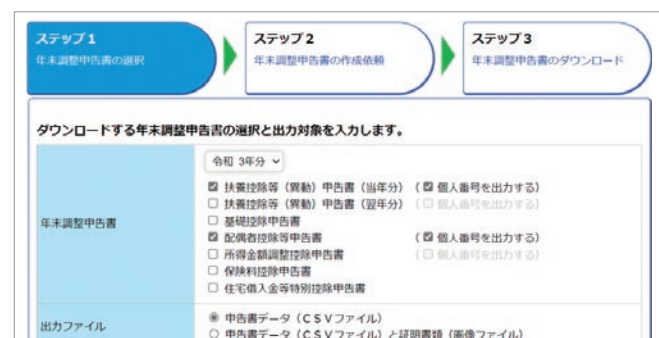 ステップ1
年末調整申告書の選択
ステップ2
年末調整申告書の作成依頼
ステップ3
年末調整申告書のダウンロード
ダウンロードする年末調整申告書の選択と出力対象を入力します。
年末調整申告書
令和 3年分
扶養控除等(異動)申告書(当年分) (個人番号を出力する)
扶養控除等(異動)申告書(翌年分) (個人番号を出力する)
基礎控除申告書
配偶者控除等申告書 (個人番号を出力する)
所得金額調整控除申告書 (個人番号を出力する)
保険料控除申告書
住宅借入金等特別控除申告書
出力ファイル
申告書データ(CSVファイル)
申告書データ(CSVファイル)と証明書類(画像ファイル)